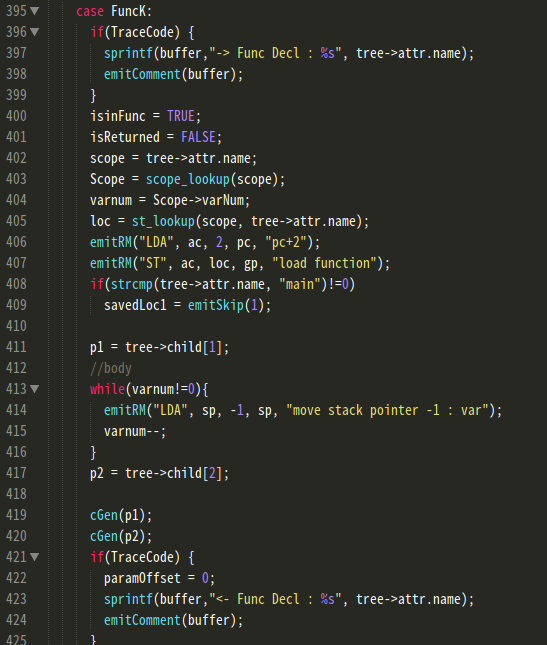 395 case FuncK:
396 if(TraceCode) {
397 sprintf(buffer,"-> Func Decl : %s", tree->attr.name);
398 emitComment(buffer);
399 }
400 isinFunc = TRUE;
401 isReturned = FALSE;
402 scope = tree->attr.name;
403 Scope = scope_lookup(scope);
404 varnum = Scope->varNum;
405 loc = st_lookup(scope, tree->attr.name);
406 emitRM("LDA", ac, 2, pc, "pc+2");
407 emitRM("ST", ac, loc, gp, "load function");
408 if(strcmp(tree->attr.name, "main")!=0)
409 savedLoc1 = emitSkip(1);
410
411 p1 = tree->child[1];
412 //body
413 while(varnum!=0){
414 emitRM("LDA", sp, -1, sp, "move stack pointer -1 : var");
415 varnum--;
416 }
417 p2 = tree->child[2];
418
419 cGen(p1);
420 cGen(p2);
421 if(TraceCode) {
422 paramOffset = 0;
423 sprintf(buffer,"<- Func Decl : %s", tree->attr.name);
424 emitComment(buffer);
425 }